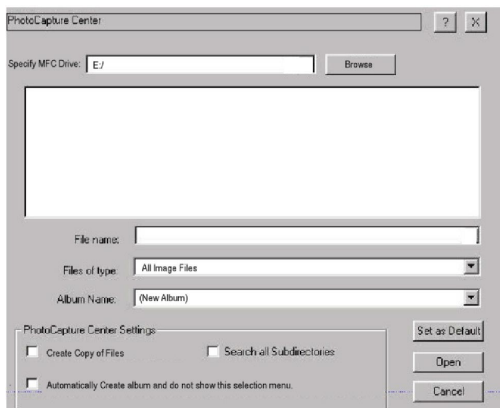 PhotoCapture Center
? X
Specify MFC Drive: E:/ Browse
File name:
Files of type: All Image Files
Album Name: (New Album)
PhotoCapture Center Settings
Set as Default
Create Copy of Files Search all Subdirectories
Open
Automatically Create album and do not show this selection menu.
Cancel